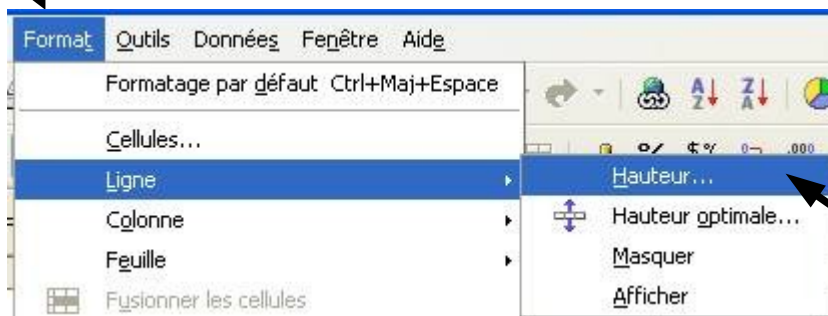 Format Outils Données Fenêtre Aide
Formatage par défaut Ctrl+Maj+Espace
Cellules...
Ligne
Colonne
Feuille
Fusionner les cellules
Hauteur...
Hauteur optimale...
Masquer
Afficher